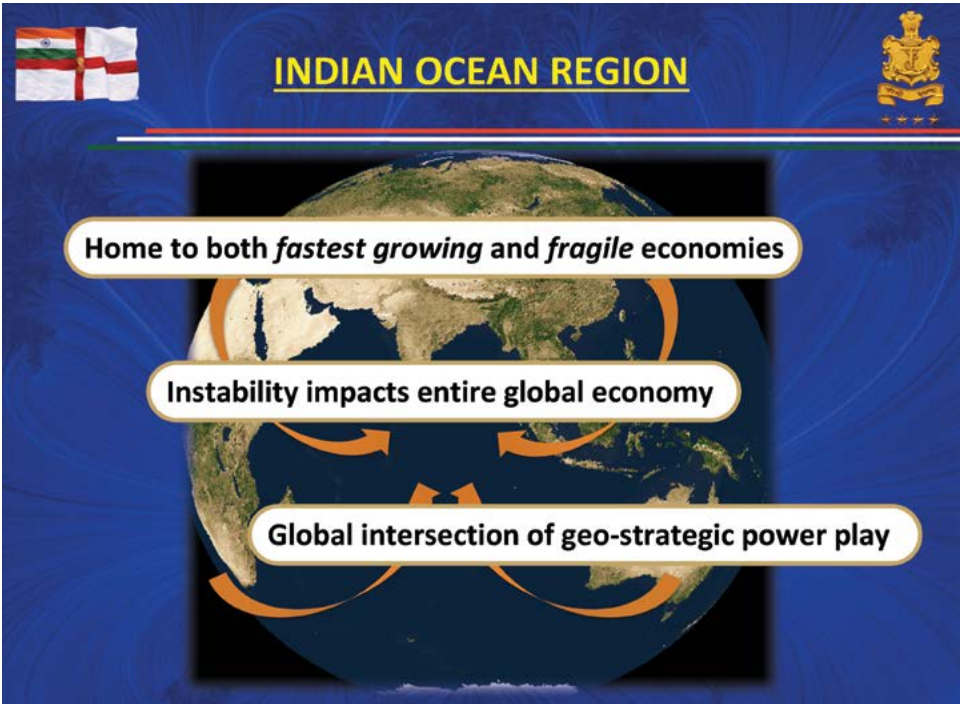 INDIAN OCEAN REGION
Home to both fastest growing and fragile economies
Instability impacts entire global economy
Global intersection of geo-strategic power play